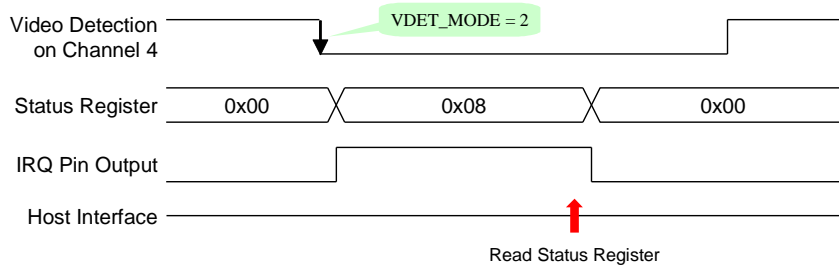 VDET_MODE = 2
Video Detection
on Channel 4
Status Register 0x00 0x08 0x00
IRQ Pin Output
Host Interface
Read Status Register